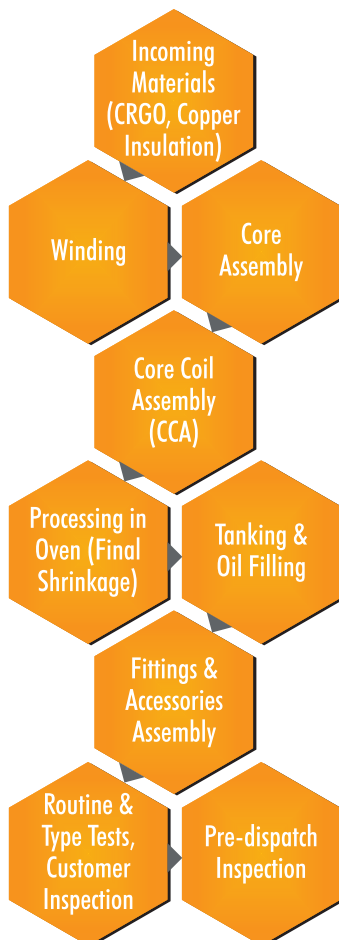 Incoming
Materials
(CRGO, Copper
Insulation)
Winding
Core
Assembly
Core Coil
Assembly
(CCA)
Processing in
Oven (Final
Shrinkage)
Tanking &
Oil Filling
Fittings &
Accessories
Assembly
Routine &
Type Tests,
Customer
Inspection
Pre-dispatch
Inspection